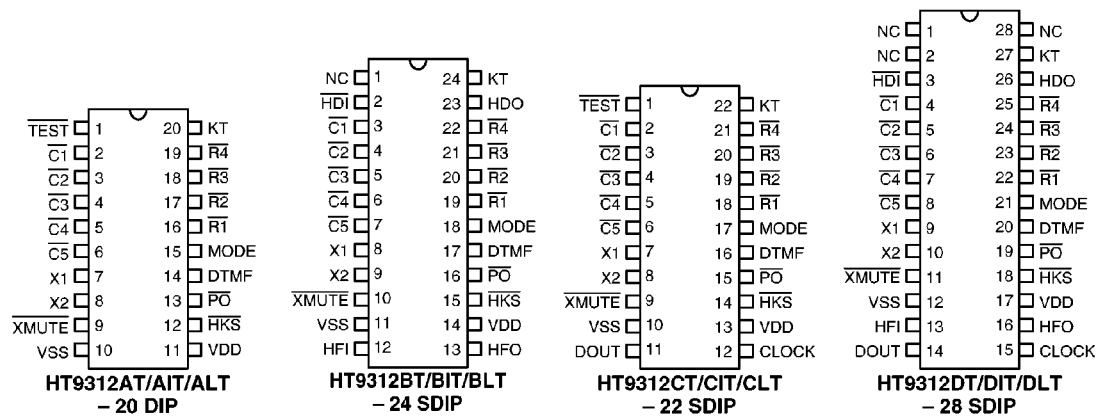 TEST 1 20 KT
C1 2 19 R4
C2 3 18 R3
C3 4 17 R2
C4 5 16 R1
C5 6 15 MODE
X1 7 14 DTMF
X2 8 13 PO
XMUTE 9 12 HKS
VSS 10 11 VDD
HT9312AT/AIT/ALT
– 20 DIP
NC 1 24 KT
HDI 2 23 HDO
C1 3 22 R4
C2 4 21 R3
C3 5 20 R2
C4 6 19 R1
C5 7 18 MODE
X1 8 17 DTMF
X2 9 16 PO
XMUTE 10 15 HKS
VSS 11 14 VDD
HFI 12 13 HFO
HT9312BT/BIT/BLT
– 24 SDIP
TEST 1 22 KT
C1 2 21 R4
C2 3 20 R3
C3 4 19 R2
C4 5 18 R1
C5 6 17 MODE
X1 7 16 DTMF
X2 8 15 PO
XMUTE 9 14 HKS
VSS 10 13 VDD
DOUT 11 12 CLOCK
HT9312CT/CIT/CLT
– 22 SDIP
NC 1 28 NC
NC 2 27 KT
HDI 3 26 HDO
C1 4 25 R4
C2 5 24 R3
C3 6 23 R2
C4 7 22 R1
C5 8 21 MODE
X1 9 20 DTMF
X2 10 19 PO
XMUTE 11 18 HKS
VSS 12 17 VDD
HFI 13 16 HFO
DOUT 14 15 CLOCK
HT9312DT/DIT/DLT
– 28 SDIP